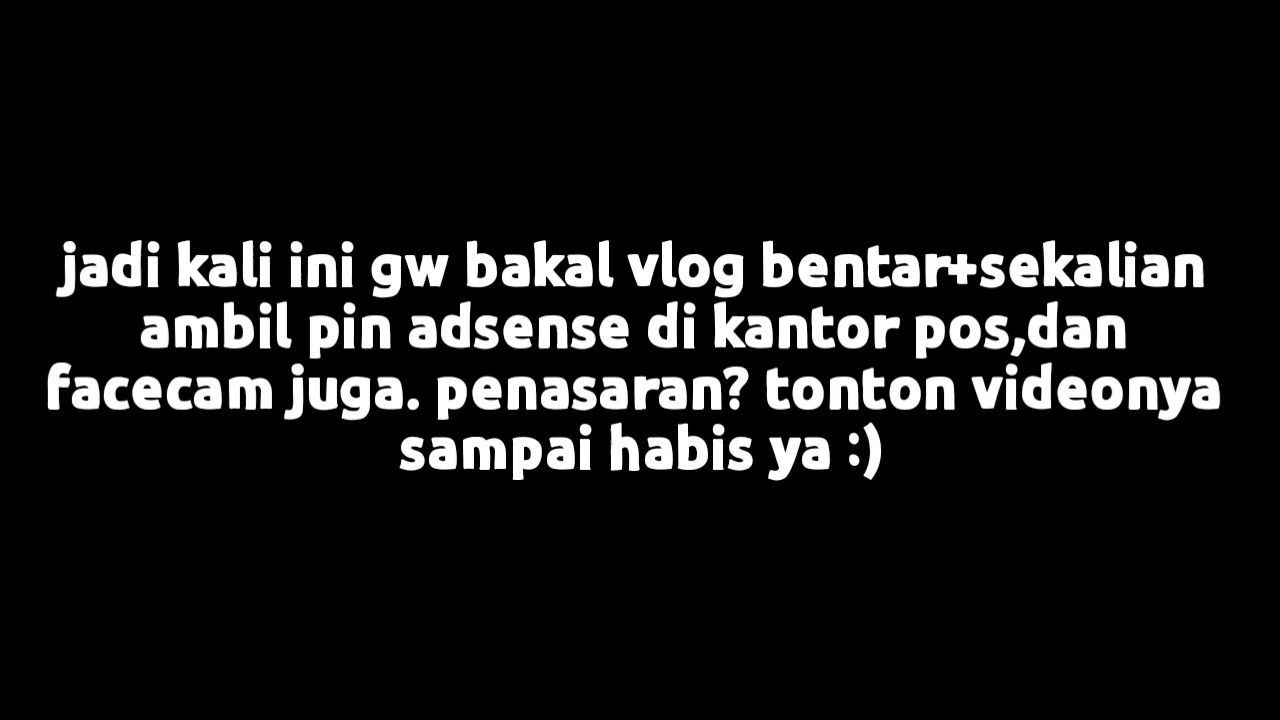 jadi kali ini gw bakal vlog bentar+sekalian
ambil pin adsense di kantor pos,dan
facecam juga. penasaran? tonton videonya
sampai habis ya :)